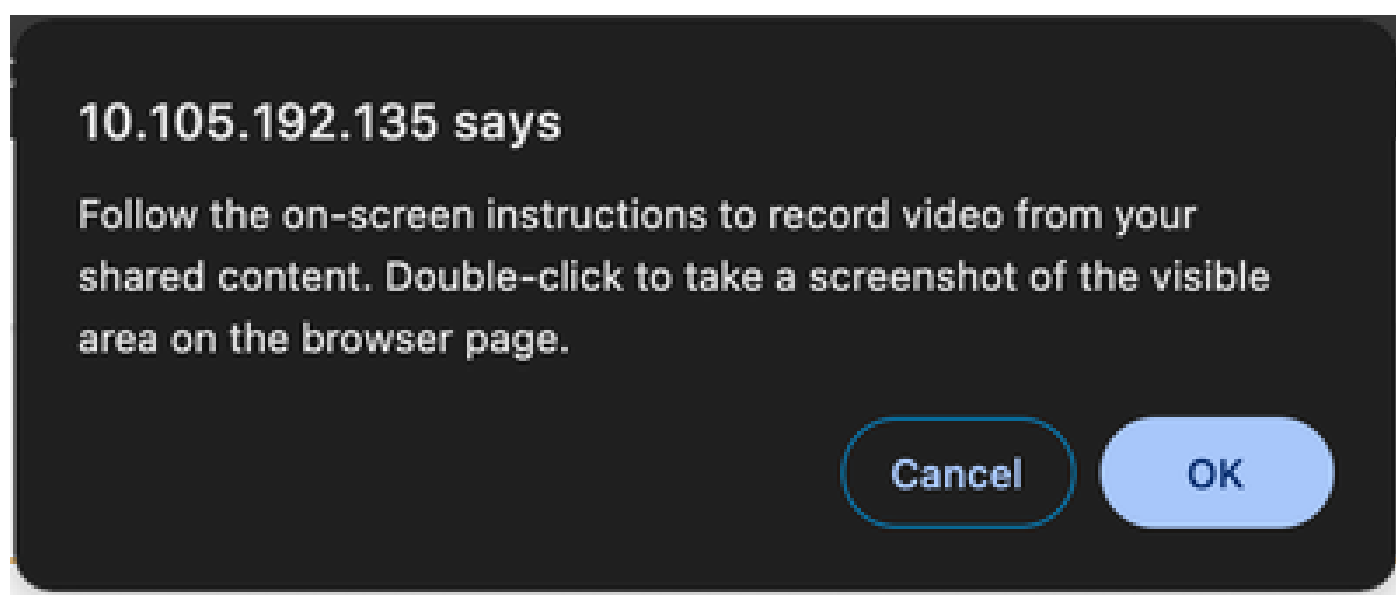 10.105.192.135 says
Follow the on-screen instructions to record video from your
shared content. Double-click to take a screenshot of the visible
area on the browser page.
Cancel
OK